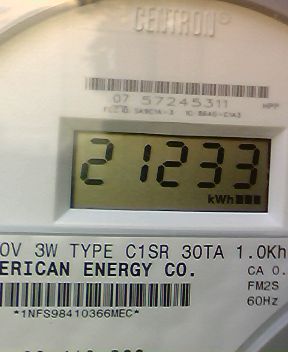 CENTRON®
07 57245311 HPP
21233
kWh
0V 3W TYPE C1SR 30TA 1.0Kh
ERICAN ENERGY CO.
CA 0.
FM2S
60Hz
*1NFS98410366MEC*